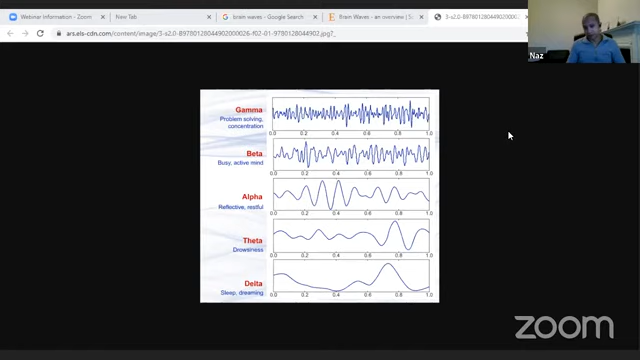 Webinar Information - Zoom
New Tab
brain waves - Google Search
Brain Waves - an overview | S
3-s2.0-B978012804490200002
ars.els-cdn.com/content/image/3-s2.0-B9780128044902000026-f02-01-9780128044902.jpg?_
Naz
Gamma
Problem solving,
concentration
0.0 0.2 0.4 0.6 0.8 1.0
Beta
Busy, active mind
0.0 0.2 0.4 0.6 0.8 1.0
Alpha
Reflective, restful
0.0 0.2 0.4 0.6 0.8 1.0
Theta
Drowsiness
0.0 0.2 0.4 0.6 0.8 1.0
Delta
Sleep, dreaming
0.0 0.2 0.4 0.6 0.8 1.0
zoom